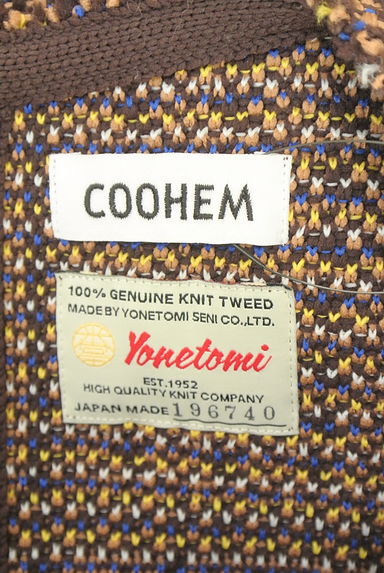 COOHEM
100% GENUINE KNIT TWEED
MADE BY YONETOMI SENI CO.,LTD.
Yonetomi
EST.1952
HIGH QUALITY KNIT COMPANY
JAPAN MADE 196740